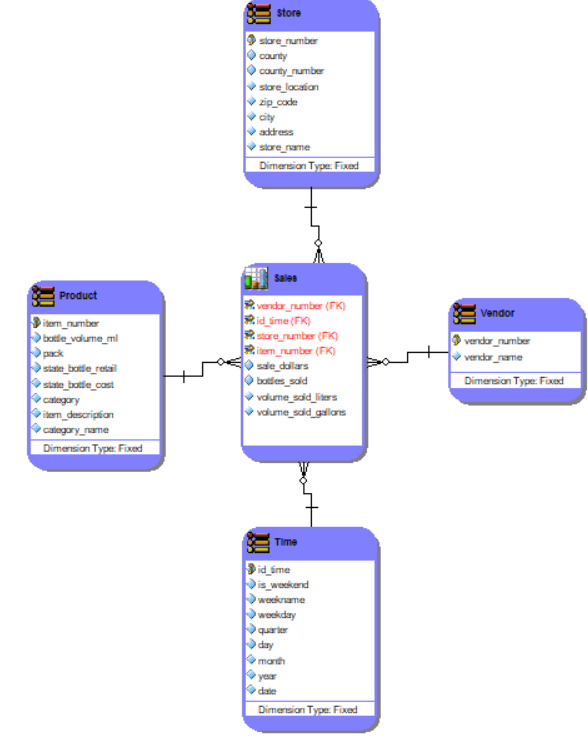 Store
store_number
county
county_number
store_location
zip_code
city
address
store_name
Dimension Type: Fixed
Product
item_number
bottle_volume_ml
pack
state_bottle_retail
state_bottle_cost
category
item_description
category_name
Dimension Type: Fixed
Sales
vendor_number (FK)
id_time (FK)
store_number (FK)
item_number (FK)
sale_dollars
bottles_sold
volume_sold_liters
volume_sold_gallons
Vendor
vendor_number
vendor_name
Dimension Type: Fixed
Time
id_time
is_weekend
weekname
weekday
quarter
day
month
year
date
Dimension Type: Fixed